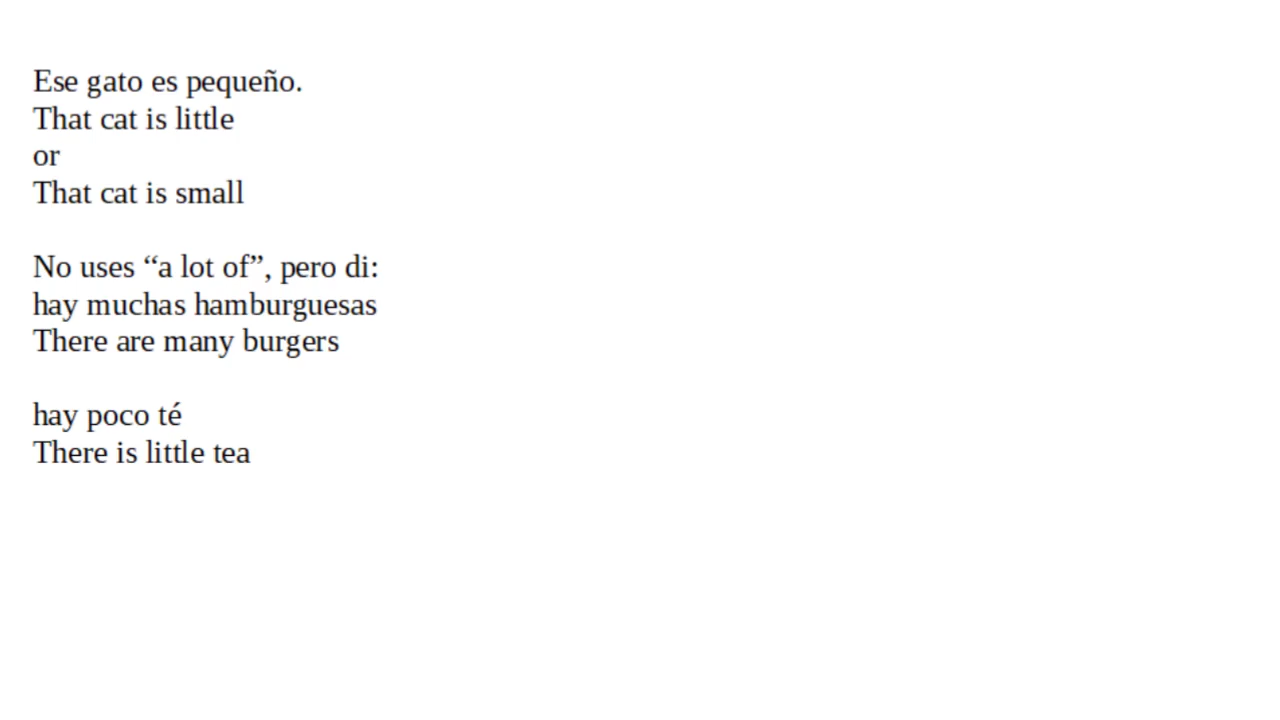 Ese gato es pequeño.
That cat is little
or
That cat is small
No uses “a lot of”, pero di:
hay muchas hamburguesas
There are many burgers
hay poco té
There is little tea